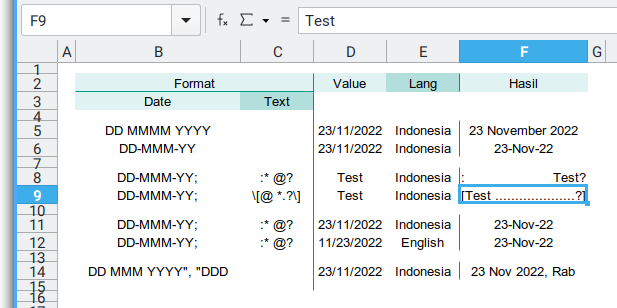 F9 fx Σ = Test
A B C D E F G
1
2 Format Value Lang Hasil
3 Date Text
4
5 DD MMMM YYYY 23/11/2022 Indonesia 23 November 2022
6 DD-MMM-YY 23/11/2022 Indonesia 23-Nov-22
7
8 DD-MMM-YY; :* @? Test Indonesia : Test?
9 DD-MMM-YY; \[@ *.?\] Test Indonesia [Test ......................?]
10
11 DD-MMM-YY; :* @? 23/11/2022 Indonesia 23-Nov-22
12 DD-MMM-YY; :* @? 11/23/2022 English 23-Nov-22
13
14 DD MMM YYYY", "DDD 23/11/2022 Indonesia 23 Nov 2022, Rab
15
16